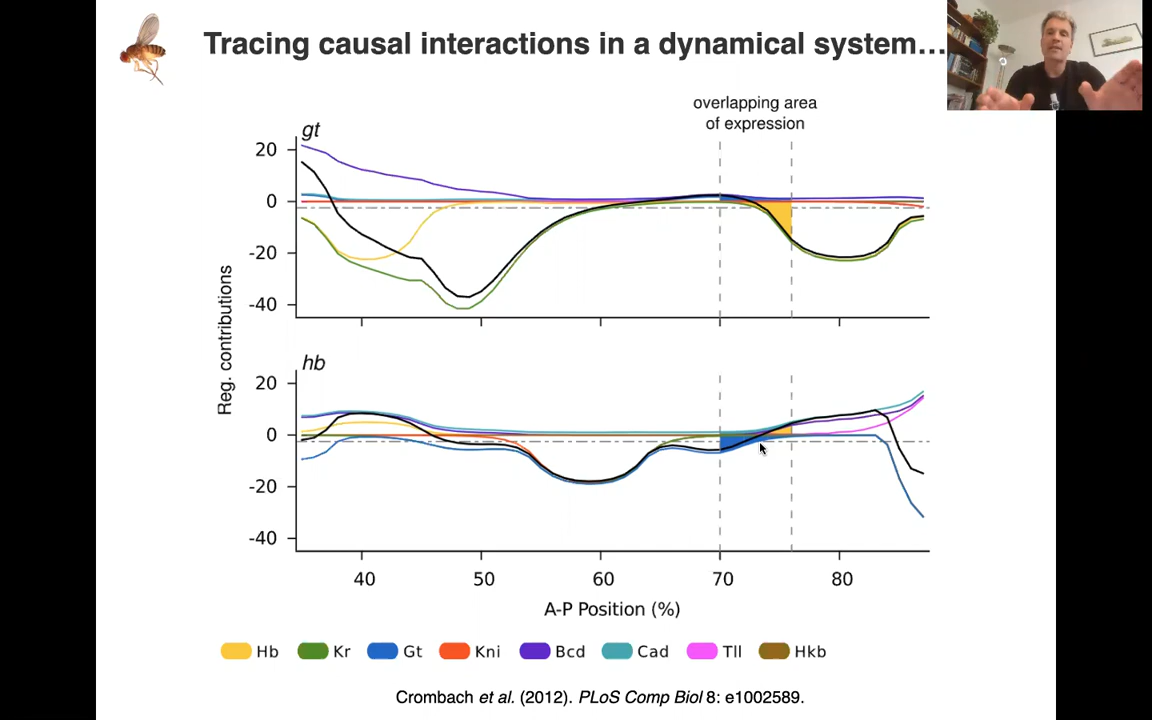 Tracing causal interactions in a dynamical system…
overlapping area
of expression
gt
20
0
-20
-40
hb
20
0
-20
-40
Reg. contributions
40 50 60 70 80
A-P Position (%)
Hb Kr Gt Kni Bcd Cad Tll Hkb
Crombach et al. (2012). PLoS Comp Biol 8: e1002589.